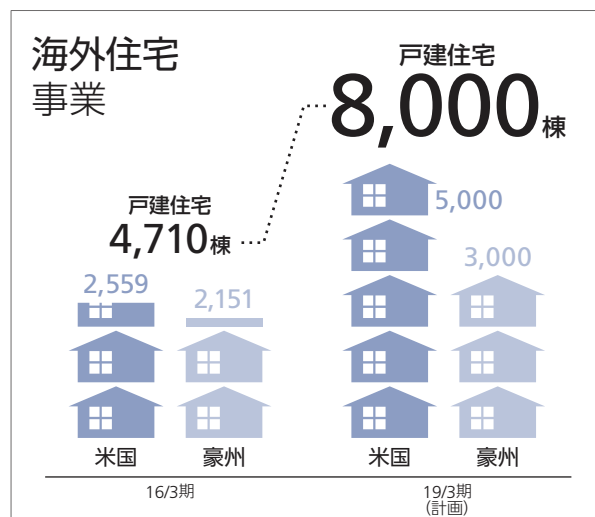 海外住宅
事業
戸建住宅
8,000棟
戸建住宅
4,710棟
2,559
2,151
5,000
3,000
米国
豪州
米国
豪州
16/3期
19/3期
(計画)